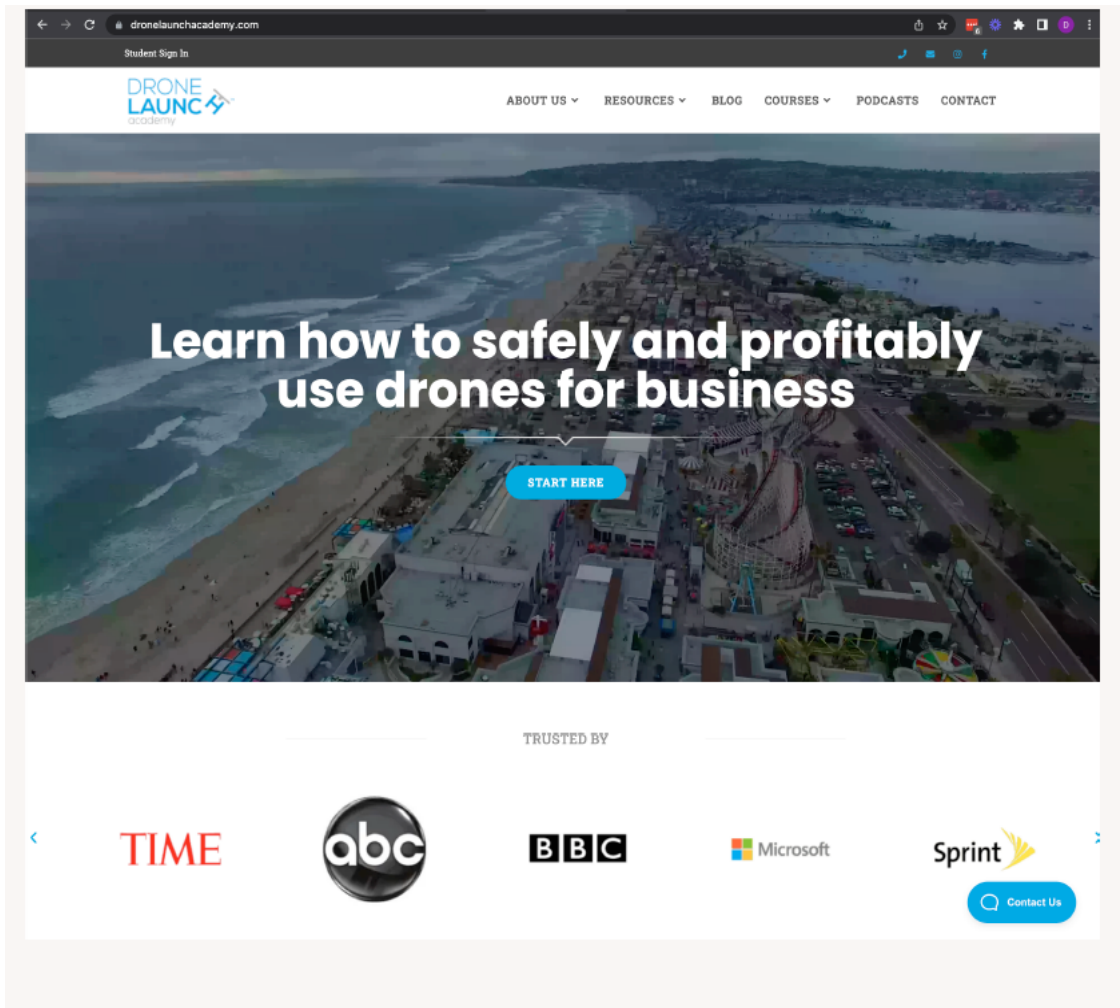 dronelaunchacademy.com
6
D
Student Sign In
DRONE
LAUNCH
academy
ABOUT US
RESOURCES
BLOG
COURSES
PODCASTS
CONTACT
Learn how to safely and profitably
use drones for business
START HERE
TRUSTED BY
TIME
abc
BBC
Microsoft
Sprint
Contact Us